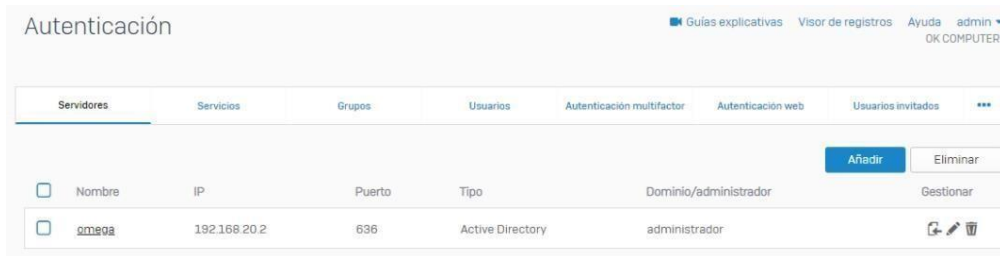 Autenticación
Guías explicativas Visor de registros Ayuda admin
OK COMPUTER
Servidores Servicios Grupos Usuarios Autenticación multifactor Autenticación web Usuarios invitados
Añadir Eliminar
Nombre IP Puerto Tipo Dominio/administrador Gestionar
omega 192.168.20.2 636 Active Directory administrador